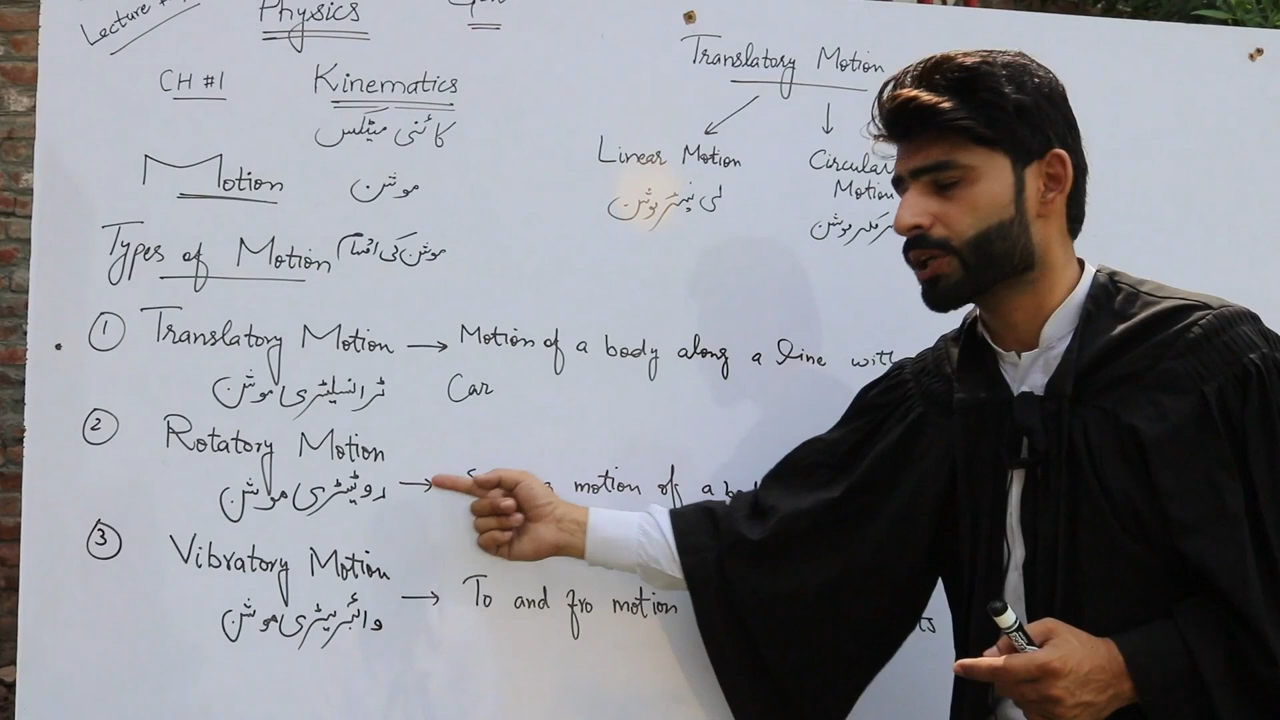 Lecture #
Physics
CH #1
Kinematics
کائنی میٹکس
Motion موشن
Types of Motion موشن کی اقسام
Translatory Motion
Linear Motion
لی نیئر موشن
Circular
Motion
سرکلر موشن
① Translatory Motion → Motion of a body along a line with
ٹرانسلیٹری موشن Car
② Rotatory Motion
روٹیٹری موشن → motion of a
③ Vibratory Motion
وائبریٹری موشن → To and fro motion